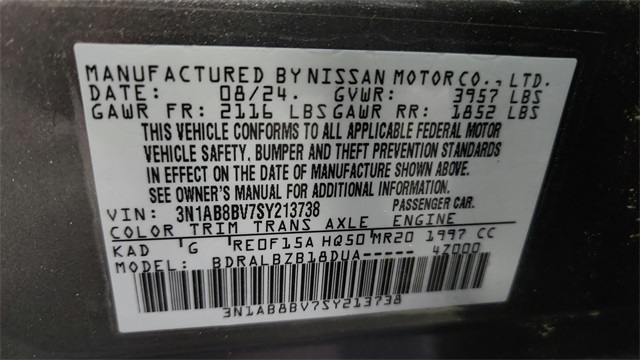 MANUFACTURED BY NISSAN MOTOR CO., LTD.
DATE: 08/24. GVWR: 3957 LBS
GAWR FR: 2116 LBS GAWR RR: 1852 LBS
THIS VEHICLE CONFORMS TO ALL APPLICABLE FEDERAL MOTOR
VEHICLE SAFETY, BUMPER AND THEFT PREVENTION STANDARDS
IN EFFECT ON THE DATE OF MANUFACTURE SHOWN ABOVE.
SEE OWNER'S MANUAL FOR ADDITIONAL INFORMATION.
VIN: 3N1AB8BV7SY213738 PASSENGER CAR.
COLOR TRIM TRANS AXLE ENGINE
KAD 'G RE0F15A HQ50 MR20 1997 CC
MODEL: BDRALBZB18DUA----- 4Z000
3N1AB8BV7SY213738